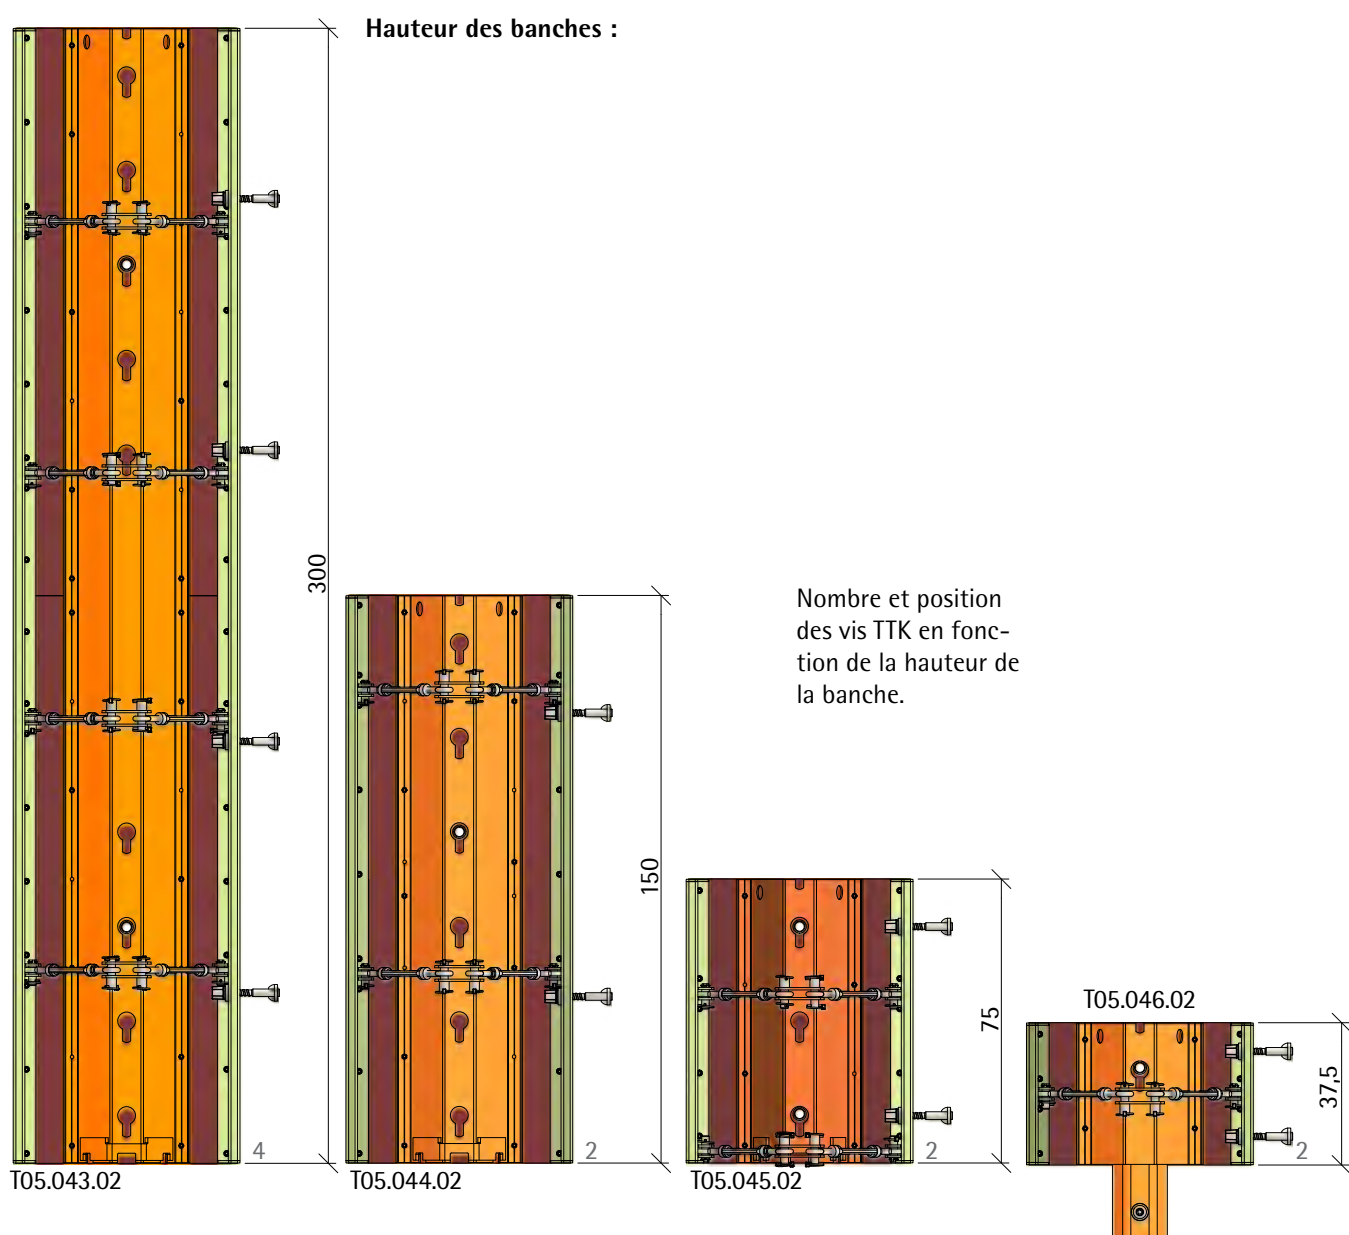 Hauteur des banches :
300
Nombre et position
des vis TTK en fonc-
tion de la hauteur de
la banche.
150
75
T05.046.02
37,5
4
2
2
2
T05.043.02
T05.044.02
T05.045.02